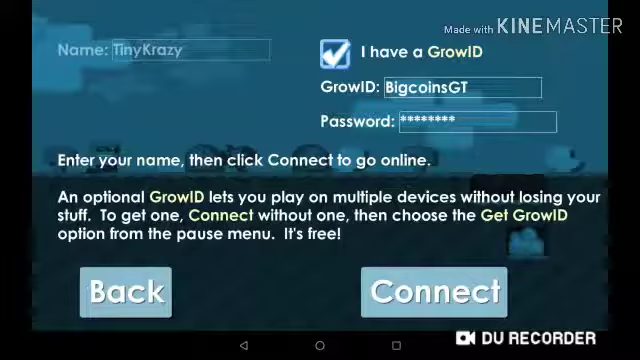 Made with KINEMASTER
Name: TinyKrazy
I have a GrowID
GrowID: BigcoinsGT
Password: ********
Enter your name, then click Connect to go online.
An optional GrowID lets you play on multiple devices without losing your
stuff. To get one, Connect without one, then choose the Get GrowID
option from the pause menu. It's free!
Back
Connect
DU RECORDER